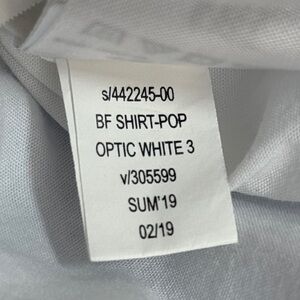 s/442245-00
BF SHIRT-POP
OPTIC WHITE 3
v/305599
SUM'19
02/19